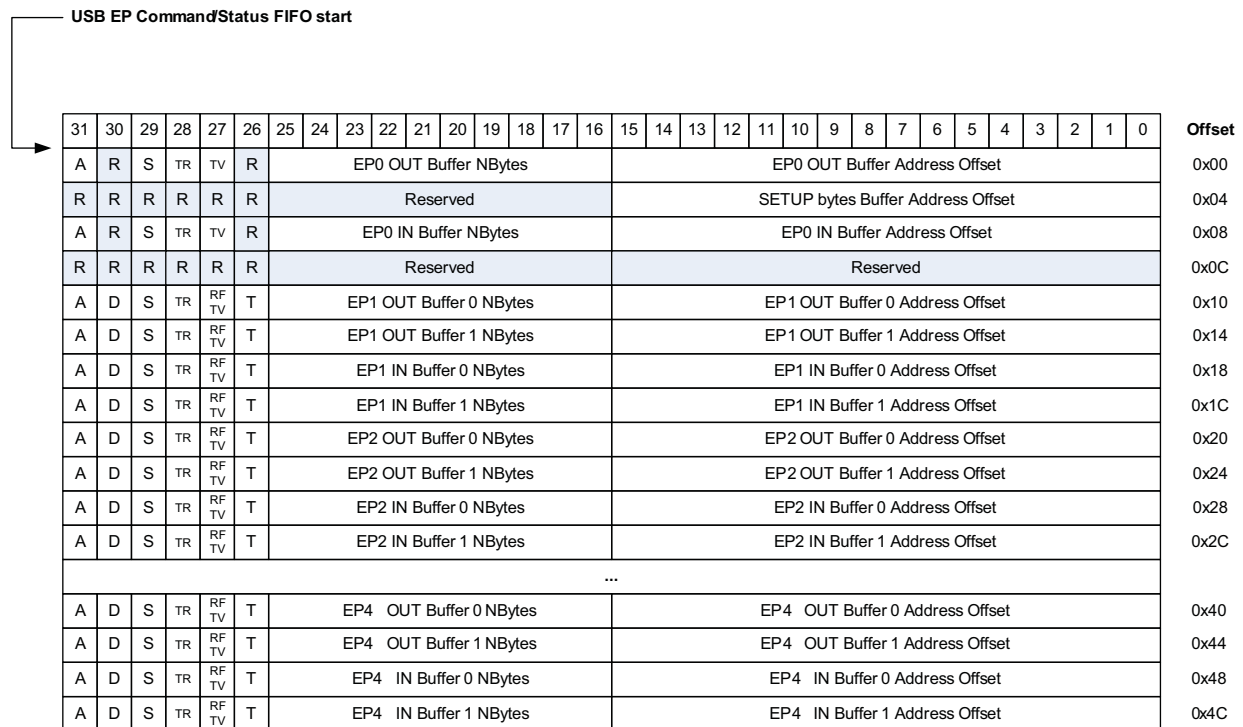 USB EP Command/Status FIFO start
31 30 29 28 27 26 25 24 23 22 21 20 19 18 17 16 15 14 13 12 11 10 9 8 7 6 5 4 3 2 1 0 Offset
A R S TR TV R EP0 OUT Buffer NBytes EP0 OUT Buffer Address Offset 0x00
R R R R R R Reserved SETUP bytes Buffer Address Offset 0x04
A R S TR TV R EP0 IN Buffer NBytes EP0 IN Buffer Address Offset 0x08
R R R R R R Reserved Reserved 0x0C
A D S TR RF TV T EP1 OUT Buffer 0 NBytes EP1 OUT Buffer 0 Address Offset 0x10
A D S TR RF TV T EP1 OUT Buffer 1 NBytes EP1 OUT Buffer 1 Address Offset 0x14
A D S TR RF TV T EP1 IN Buffer 0 NBytes EP1 IN Buffer 0 Address Offset 0x18
A D S TR RF TV T EP1 IN Buffer 1 NBytes EP1 IN Buffer 1 Address Offset 0x1C
A D S TR RF TV T EP2 OUT Buffer 0 NBytes EP2 OUT Buffer 0 Address Offset 0x20
A D S TR RF TV T EP2 OUT Buffer 1 NBytes EP2 OUT Buffer 1 Address Offset 0x24
A D S TR RF TV T EP2 IN Buffer 0 NBytes EP2 IN Buffer 0 Address Offset 0x28
A D S TR RF TV T EP2 IN Buffer 1 NBytes EP2 IN Buffer 1 Address Offset 0x2C
...
A D S TR RF TV T EP4 OUT Buffer 0 NBytes EP4 OUT Buffer 0 Address Offset 0x40
A D S TR RF TV T EP4 OUT Buffer 1 NBytes EP4 OUT Buffer 1 Address Offset 0x44
A D S TR RF TV T EP4 IN Buffer 0 NBytes EP4 IN Buffer 0 Address Offset 0x48
A D S TR RF TV T EP4 IN Buffer 1 NBytes EP4 IN Buffer 1 Address Offset 0x4C